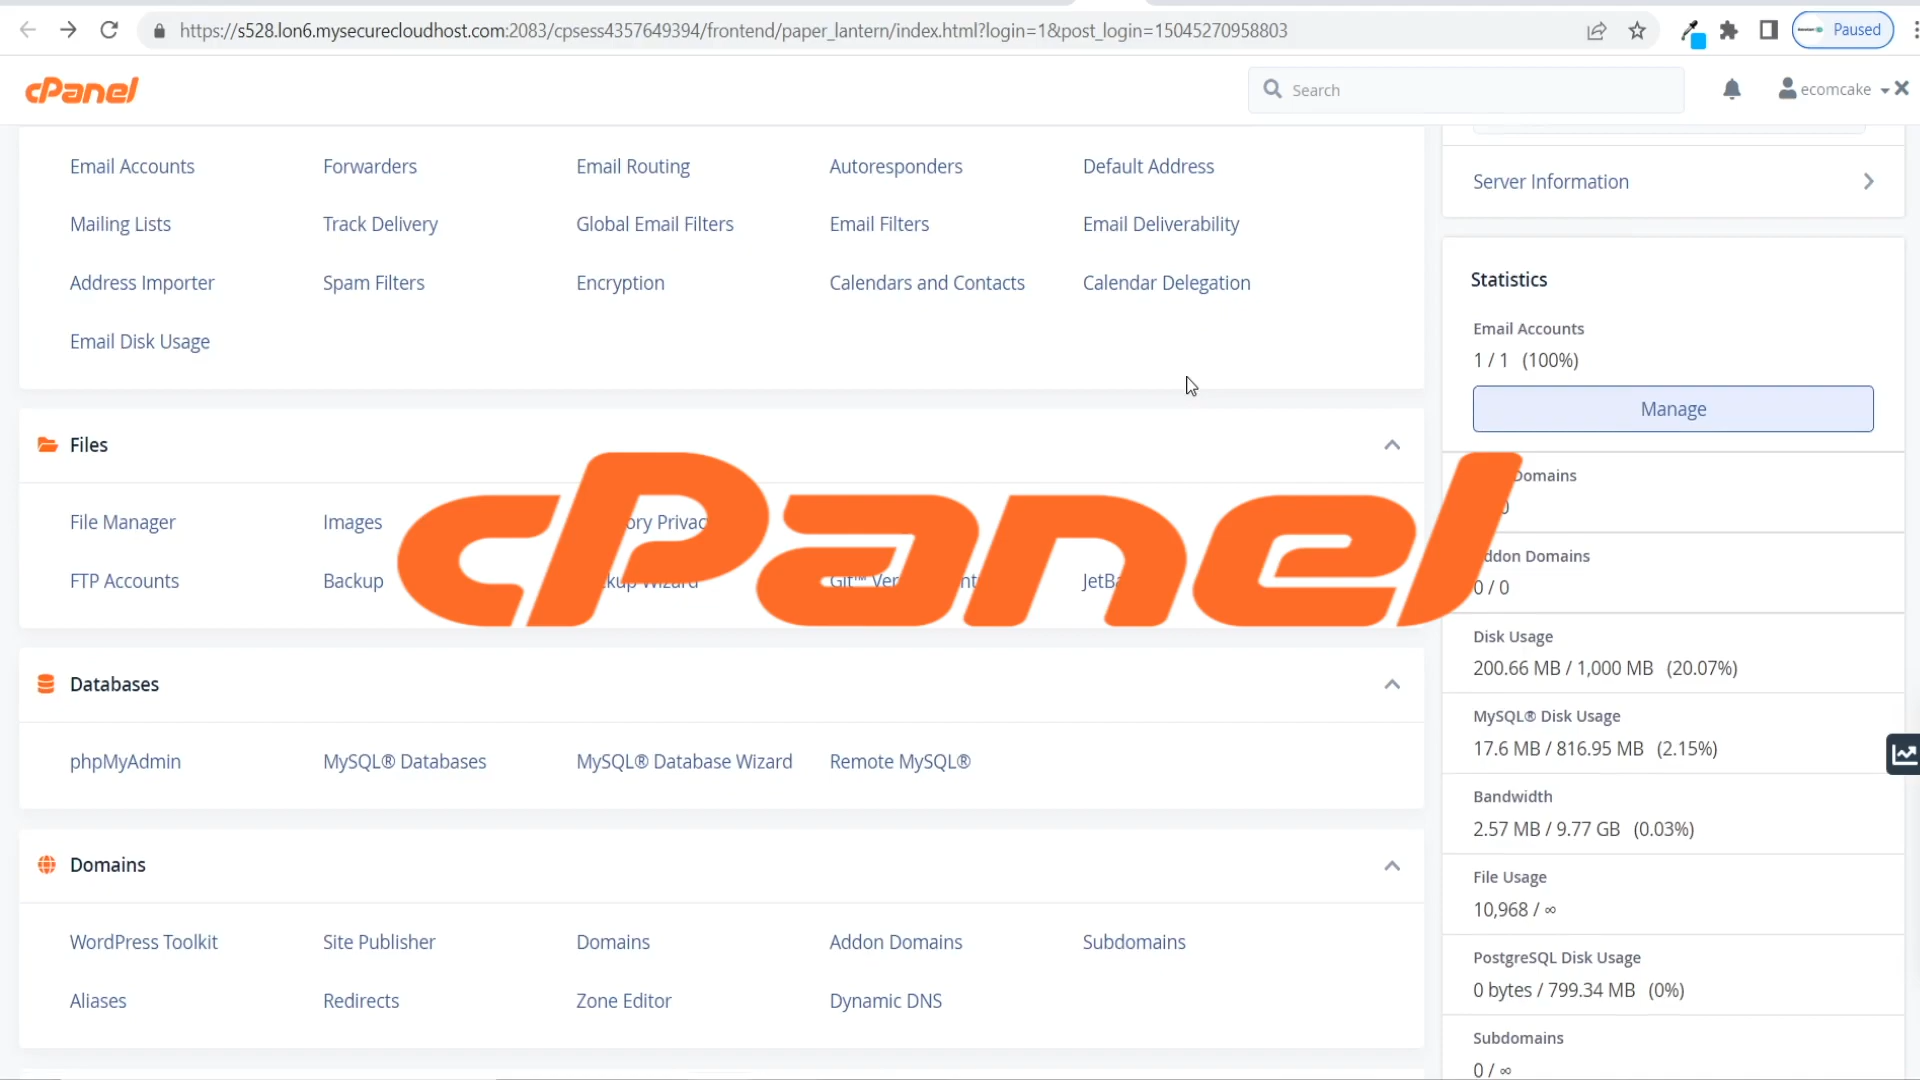 https://s528.lon6.mysecurecloudhost.com:2083/cpsess4357649394/frontend/paper_lantern/index.html?login=1&post_login=15045270958803
Paused
cPanel
Search
ecomcake
Email Accounts
Forwarders
Email Routing
Autoresponders
Default Address
Mailing Lists
Track Delivery
Global Email Filters
Email Filters
Email Deliverability
Address Importer
Spam Filters
Encryption
Calendars and Contacts
Calendar Delegation
Email Disk Usage
Files
File Manager
Images
FTP Accounts
Backup
cPanel
Databases
phpMyAdmin
MySQL® Databases
MySQL® Database Wizard
Remote MySQL®
Domains
WordPress Toolkit
Site Publisher
Domains
Addon Domains
Subdomains
Aliases
Redirects
Zone Editor
Dynamic DNS
Server Information
Statistics
Email Accounts
1 / 1 (100%)
Manage
Domains
Domains
0 / 0
Disk Usage
200.66 MB / 1,000 MB (20.07%)
MySQL® Disk Usage
17.6 MB / 816.95 MB (2.15%)
Bandwidth
2.57 MB / 9.77 GB (0.03%)
File Usage
10,968 / ∞
PostgreSQL Disk Usage
0 bytes / 799.34 MB (0%)
Subdomains
0 / ∞